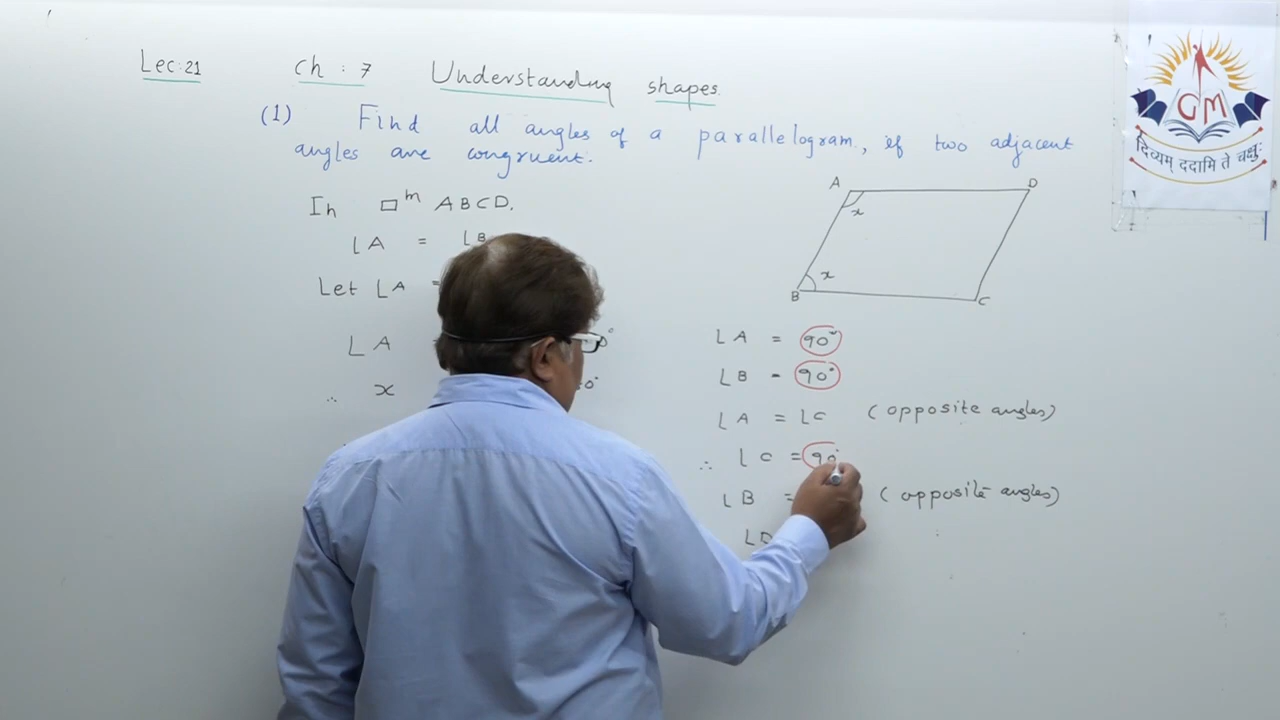 Lec:21 ch : 7 Understanding shapes
(1) Find all angles of a parallelogram, if two adjacent
angles are congruent.
In □m ABCD.
∠A = ∠B
Let ∠A =
∠A
∴ x
A D
x
x
B C
∠A = 90°
∠B = 90°
∠A = ∠C (opposite angles)
∴ ∠C = 90°
∠B = (opposite angles)
∠D
GM
दिव्यम् ददामि ते चक्षुः